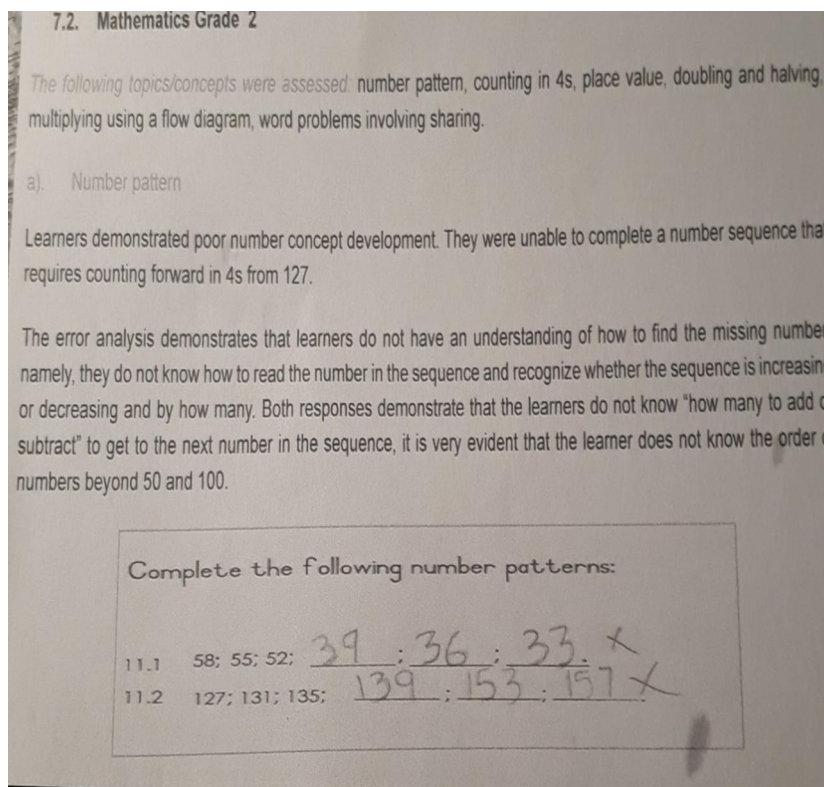 7.2. Mathematics Grade 2
The following topics/concepts were assessed: number pattern, counting in 4s, place value, doubling and halving,
multiplying using a flow diagram, word problems involving sharing.
a). Number pattern
Learners demonstrated poor number concept development. They were unable to complete a number sequence tha
requires counting forward in 4s from 127.
The error analysis demonstrates that learners do not have an understanding of how to find the missing number
namely, they do not know how to read the number in the sequence and recognize whether the sequence is increasin
or decreasing and by how many. Both responses demonstrate that the learners do not know "how many to add
subtract" to get to the next number in the sequence, it is very evident that the learner does not know the order
numbers beyond 50 and 100.
Complete the following number patterns:
11.1 58; 55; 52; 39 ; 36 ; 33. x
11.2 127; 131; 135; 139 ; 153 ; 157 x